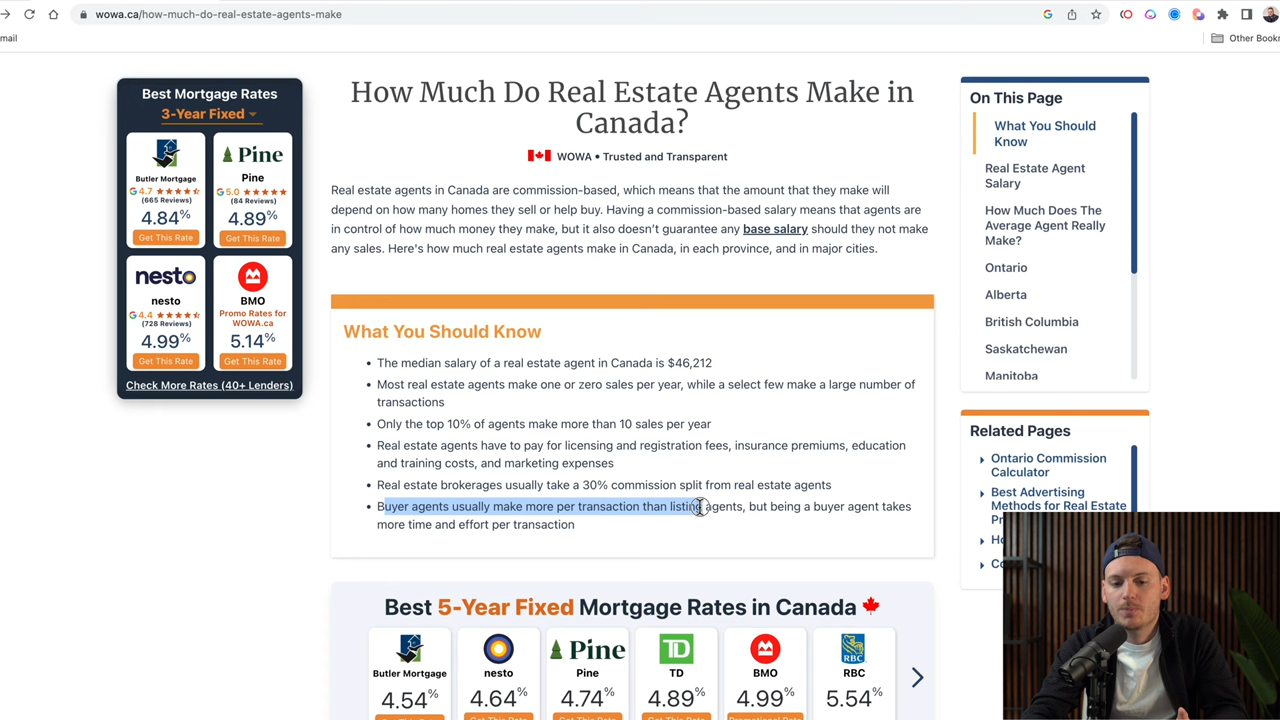 wowa.ca/how-much-do-real-estate-agents-make
mail
Other Bookr
Best Mortgage Rates
3-Year Fixed
Butler Mortgage
G 4.7
(665 Reviews)
4.84%
Get This Rate
Pine
Pine
G 5.0
(84 Reviews)
4.89%
Get This Rate
nesto
nesto
G 4.4
(728 Reviews)
4.99%
Get This Rate
BMO
Promo Rates for
WOWA.ca
5.14%
Get This Rate
Check More Rates (40+ Lenders)
How Much Do Real Estate Agents Make in
Canada?
WOWA • Trusted and Transparent
Real estate agents in Canada are commission-based, which means that the amount that they make will
depend on how many homes they sell or help buy. Having a commission-based salary means that agents are
in control of how much money they make, but it also doesn't guarantee any base salary should they not make
any sales. Here's how much real estate agents make in Canada, in each province, and in major cities.
What You Should Know
• The median salary of a real estate agent in Canada is $46,212
• Most real estate agents make one or zero sales per year, while a select few make a large number of
transactions
• Only the top 10% of agents make more than 10 sales per year
• Real estate agents have to pay for licensing and registration fees, insurance premiums, education
and training costs, and marketing expenses
• Real estate brokerages usually take a 30% commission split from real estate agents
• Buyer agents usually make more per transaction than listing agents, but being a buyer agent takes
more time and effort per transaction
Best 5-Year Fixed Mortgage Rates in Canada
Butler Mortgage
4.54%
nesto
4.64%
Pine
Pine
4.74%
TD
TD
4.89%
BMO
4.99%
RBC
RBC
5.54%
On This Page
What You Should
Know
Real Estate Agent
Salary
How Much Does The
Average Agent Really
Make?
Ontario
Alberta
British Columbia
Saskatchewan
Manitoba
Related Pages
Ontario Commission
Calculator
Best Advertising
Methods for Real Estate
Pr
Ho
Co